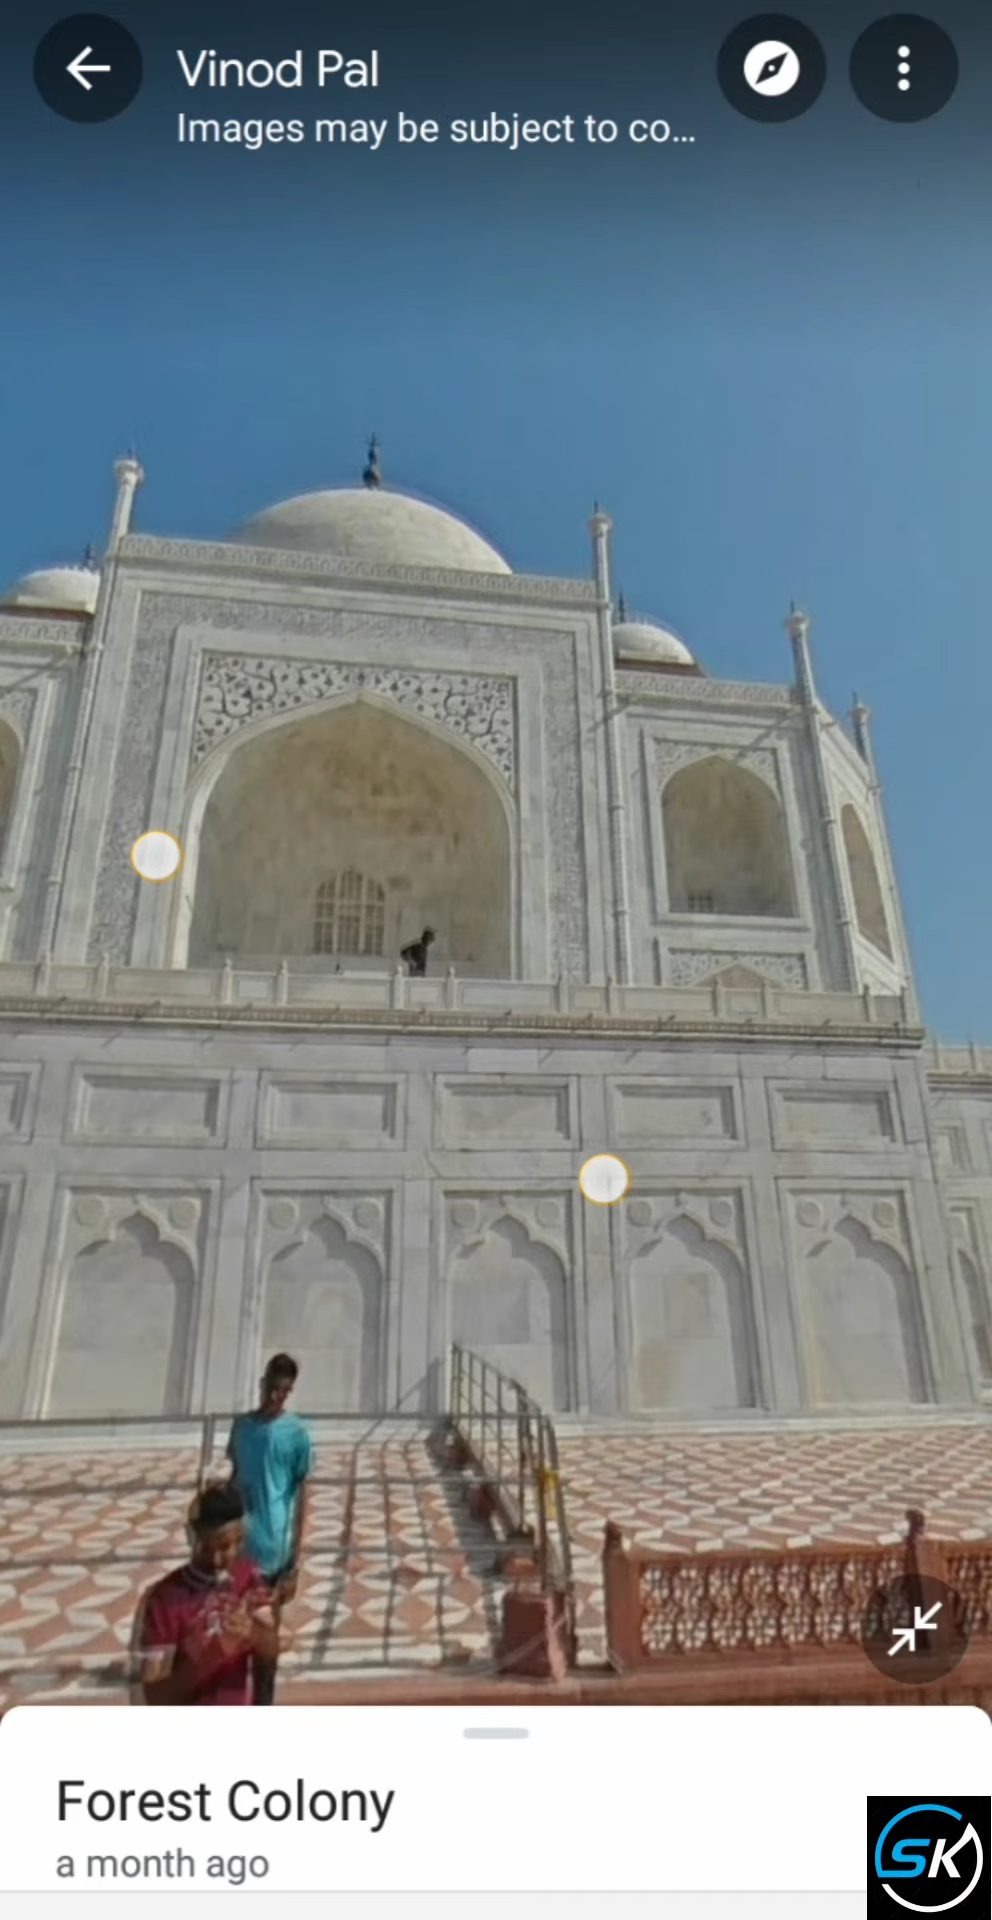 Vinod Pal
Images may be subject to co...
Forest Colony
a month ago
SK